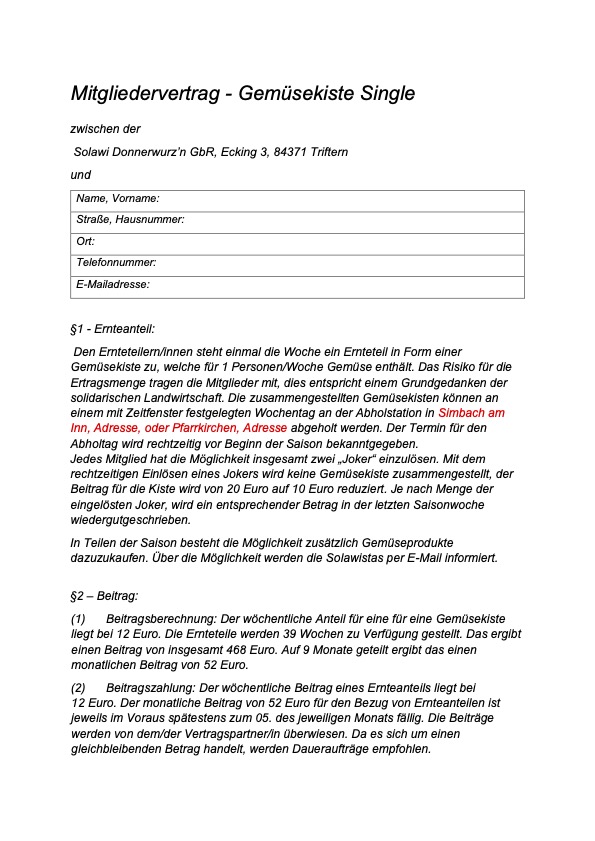 Mitgliedervertrag - Gemüsekiste Single
zwischen der
Solawi Donnerwurz'n GbR, Ecking 3, 84371 Triftern
und
Name, Vorname:
Straße, Hausnummer:
Ort:
Telefonnummer:
E-Mailadresse:
§1 - Ernteanteil:
Den Ernteteilern/innen steht einmal die Woche ein Ernteteil in Form einer
Gemüsekiste zu, welche für 1 Personen/Woche Gemüse enthält. Das Risiko für die
Ertragsmenge tragen die Mitglieder mit, dies entspricht einem Grundgedanken der
solidarischen Landwirtschaft. Die zusammengestellten Gemüsekisten können an
einem mit Zeitfenster festgelegten Wochentag an der Abholstation in Simbach am
Inn, Adresse, oder Pfarrkirchen, Adresse abgeholt werden. Der Termin für den
Abholtag wird rechtzeitig vor Beginn der Saison bekanntgegeben.
Jedes Mitglied hat die Möglichkeit insgesamt zwei „Joker" einzulösen. Mit dem
rechtzeitigen Einlösen eines Jokers wird keine Gemüsekiste zusammengestellt, der
Beitrag für die Kiste wird von 20 Euro auf 10 Euro reduziert. Je nach Menge der
eingelösten Joker, wird ein entsprechender Betrag in der letzten Saisonwoche
wiedergutgeschrieben.
In Teilen der Saison besteht die Möglichkeit zusätzlich Gemüseprodukte
dazuzukaufen. Über die Möglichkeit werden die Solawistas per E-Mail informiert.
§2 – Beitrag:
(1) Beitragsberechnung: Der wöchentliche Anteil für eine für eine Gemüsekiste
liegt bei 12 Euro. Die Ernteteile werden 39 Wochen zu Verfügung gestellt. Das ergibt
einen Beitrag von insgesamt 468 Euro. Auf 9 Monate geteilt ergibt das einen
monatlichen Beitrag von 52 Euro.
(2) Beitragszahlung: Der wöchentliche Beitrag eines Ernteanteils liegt bei
12 Euro. Der monatliche Beitrag von 52 Euro für den Bezug von Ernteanteilen ist
jeweils im Voraus spätestens zum 05. des jeweiligen Monats fällig. Die Beiträge
werden von dem/der Vertragspartner/in überwiesen. Da es sich um einen
gleichbleibenden Betrag handelt, werden Daueraufträge empfohlen.